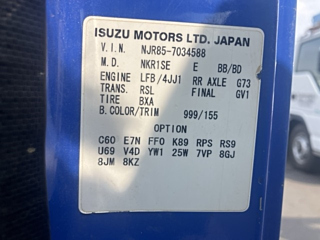 ISUZU MOTORS LTD. JAPAN
V.I.N. NJR85-7034588
M.D. NKR1SE E BB/BD
ENGINE LFB/4JJ1 RR AXLE G73
TRANS. RSL FINAL GV1
TIRE BXA
B.COLOR/TRIM 999/155
OPTION
C60 E7N FF0 K89 RPS RS9
U69 V4D YW1 25W 7VP 8GJ
8JM 8KZ